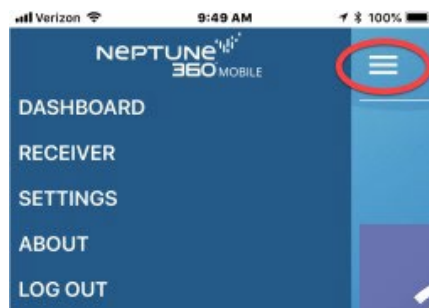 Verizon 9:49 AM 100%
NEPTUNE
360 MOBILE
DASHBOARD
RECEIVER
SETTINGS
ABOUT
LOG OUT